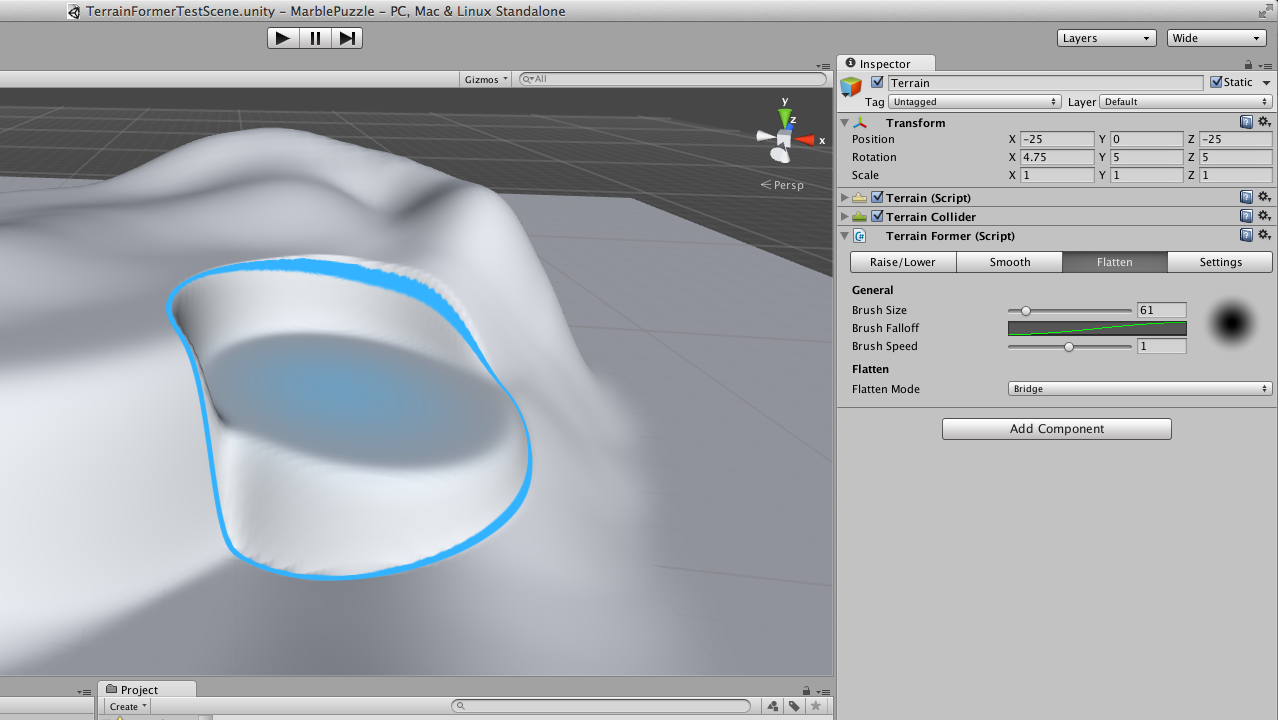 TerrainFormerTestScene.unity – MarblePuzzle – PC, Mac & Linux Standalone
Layers
Wide
Gizmos
All
y
z
x
Persp
Inspector
Terrain
Static
Tag Untagged Layer Default
Transform
Position X -25 Y 0 Z -25
Rotation X 4.75 Y 5 Z 5
Scale X 1 Y 1 Z 1
Terrain (Script)
Terrain Collider
Terrain Former (Script)
Raise/Lower Smooth Flatten Settings
General
Brush Size 61
Brush Falloff
Brush Speed 1
Flatten
Flatten Mode Bridge
Add Component
Project
Create